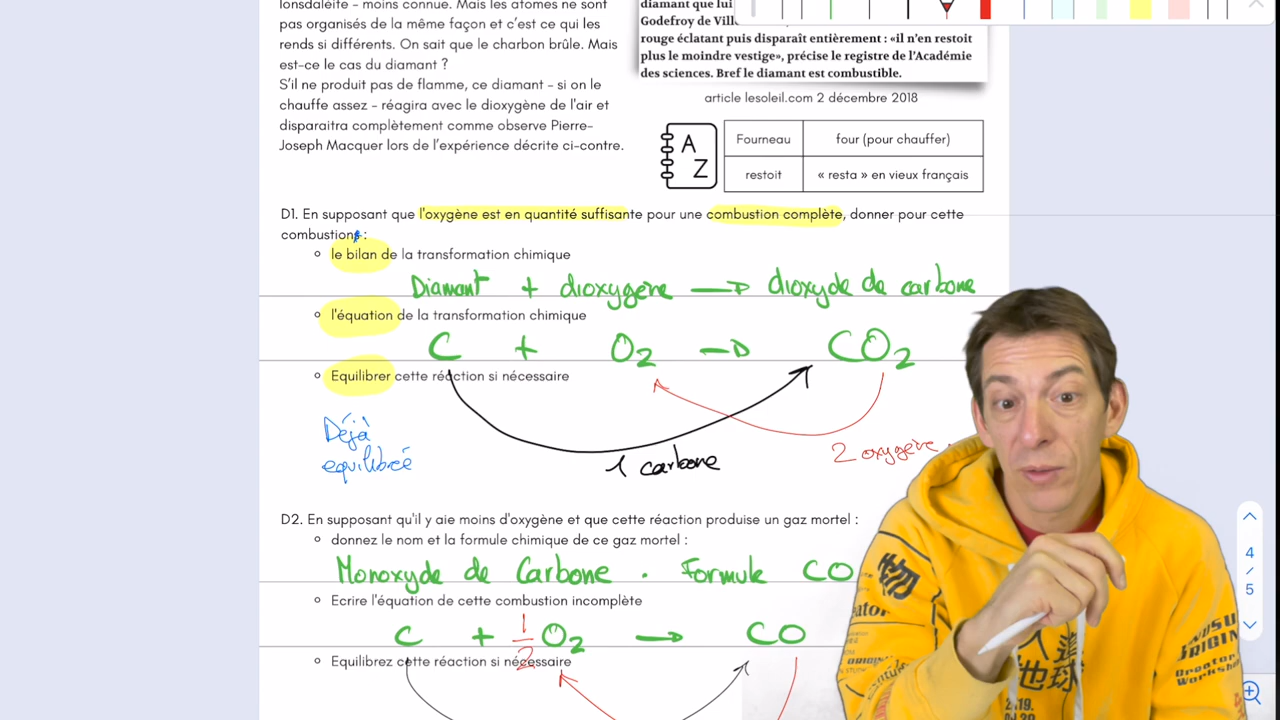 lonsdaléite – moins connue. Mais les atomes ne sont
pas organisés de la même façon et c'est ce qui les
rends si différents. On sait que le charbon brûle. Mais
est-ce le cas du diamant ?
S'il ne produit pas de flamme, ce diamant – si on le
chauffe assez – réagira avec le dioxygène de l'air et
disparaitra complètement comme observe Pierre-
Joseph Macquer lors de l'expérience décrite ci-contre.
diamant que lui
Godefroy de Vill
rouge éclatant puis disparaît entièrement : «il n'en restoit
plus le moindre vestige», précise le registre de l'Académie
des sciences. Bref le diamant est combustible.
article lesoleil.com 2 décembre 2018
A
Z
Fourneau four (pour chauffer)
restoit « resta » en vieux français
D1. En supposant que l'oxygène est en quantité suffisante pour une combustion complète, donner pour cette
combustion :
le bilan de la transformation chimique
Diamant + dioxygène → dioxyde de carbone
l'équation de la transformation chimique
C + O2 → CO2
Equilibrer cette réaction si nécessaire
Déjà
equilibrée
1 carbone
2 oxygène
D2. En supposant qu'il y aie moins d'oxygène et que cette réaction produise un gaz mortel :
donnez le nom et la formule chimique de ce gaz mortel :
Monoxyde de Carbone . Formule CO
Ecrire l'équation de cette combustion incomplète
C + 1/2 O2 → CO
Equilibrez cette réaction si nécessaire
4
/
5
物
人造
地球
2019.